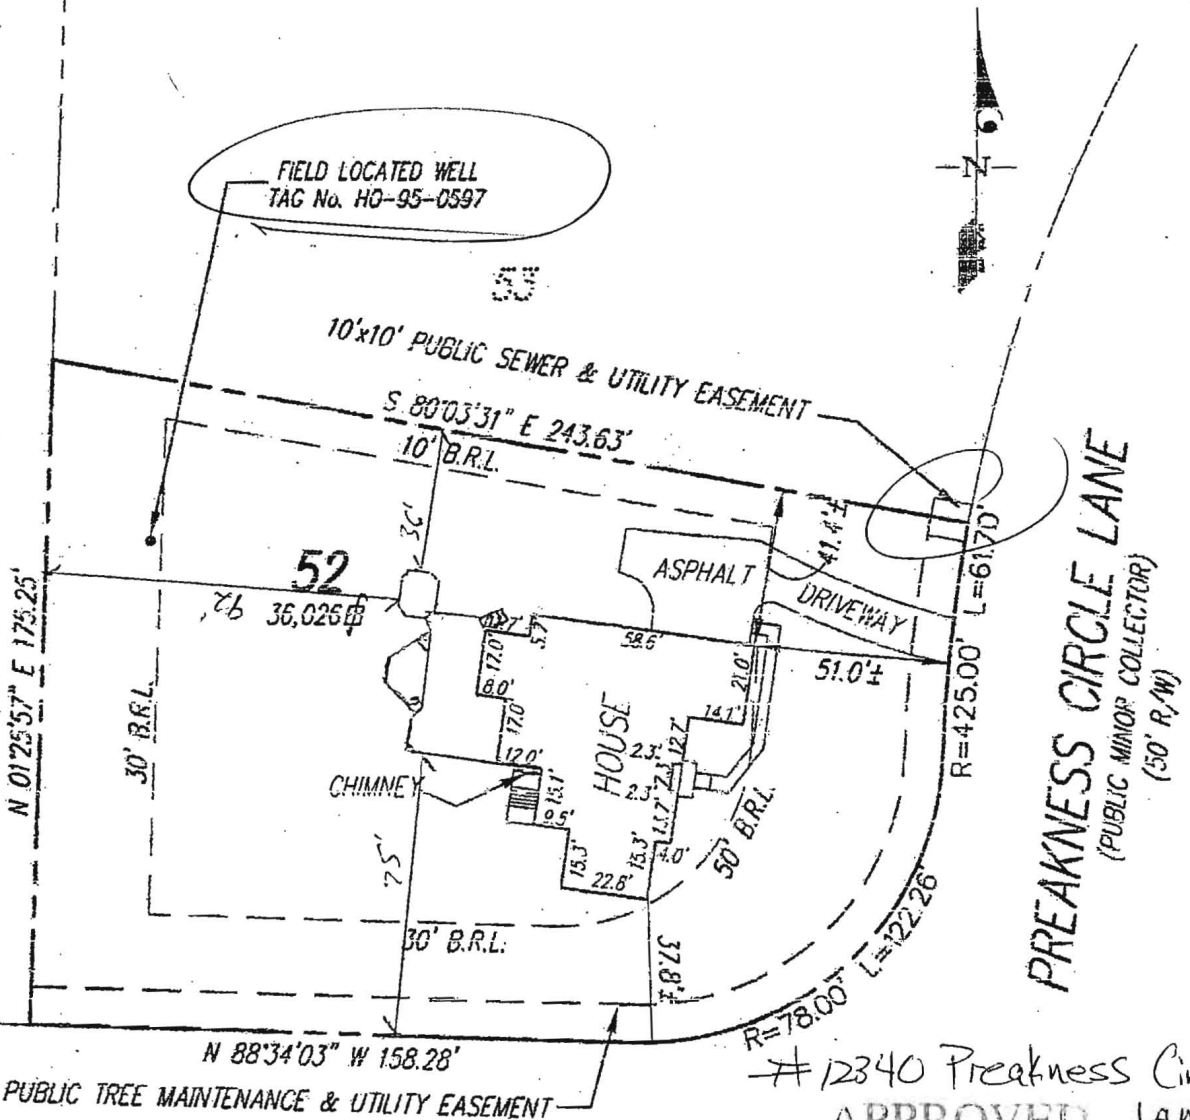 FIELD LOCATED WELL
TAG No. HO-95-0597
N
53
10'x10' PUBLIC SEWER & UTILITY EASEMENT
S 80°03'31" E 243.63'
10' B.R.L.
36'
41.4'±
L=61.70'
52
36,026
92'
ASPHALT
DRIVEWAY
5.7'
58.6'
17.0'
8.0'
17.0'
12.0'
21.0'
51.0'±
14.1'
12.7'
2.3'
2.3'
HOUSE
N 01°25'57" E 175.25'
30' B.R.L.
CHIMNEY
15.1'
9.5'
15.3'
22.8'
15.3'
13.7'
4.0'
50' B.R.L.
R=425.00'
PREAKNESS CIRCLE LANE
(PUBLIC MINOR COLLECTOR)
(50' R/W)
75'
30' B.R.L.
37.8'±
L=122.26'
R=78.00'
N 88°34'03" W 158.28'
PUBLIC TREE MAINTENANCE & UTILITY EASEMENT
#12340 Preakness Cir
APPROVED Lan